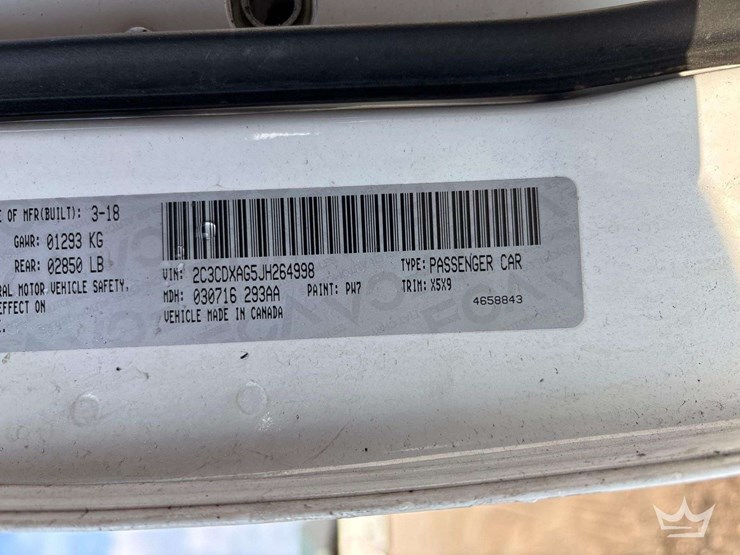 E OF MFR(BUILT): 3-18
GAWR: 01293 KG
REAR: 02850 LB
RAL MOTOR VEHICLE SAFETY,
EFFECT ON
E.
VIN: 2C3CDXAG5JH264998
TYPE: PASSENGER CAR
MDH: 030716 293AA
PAINT: PW7
TRIM: X5X9
VEHICLE MADE IN CANADA
4658843